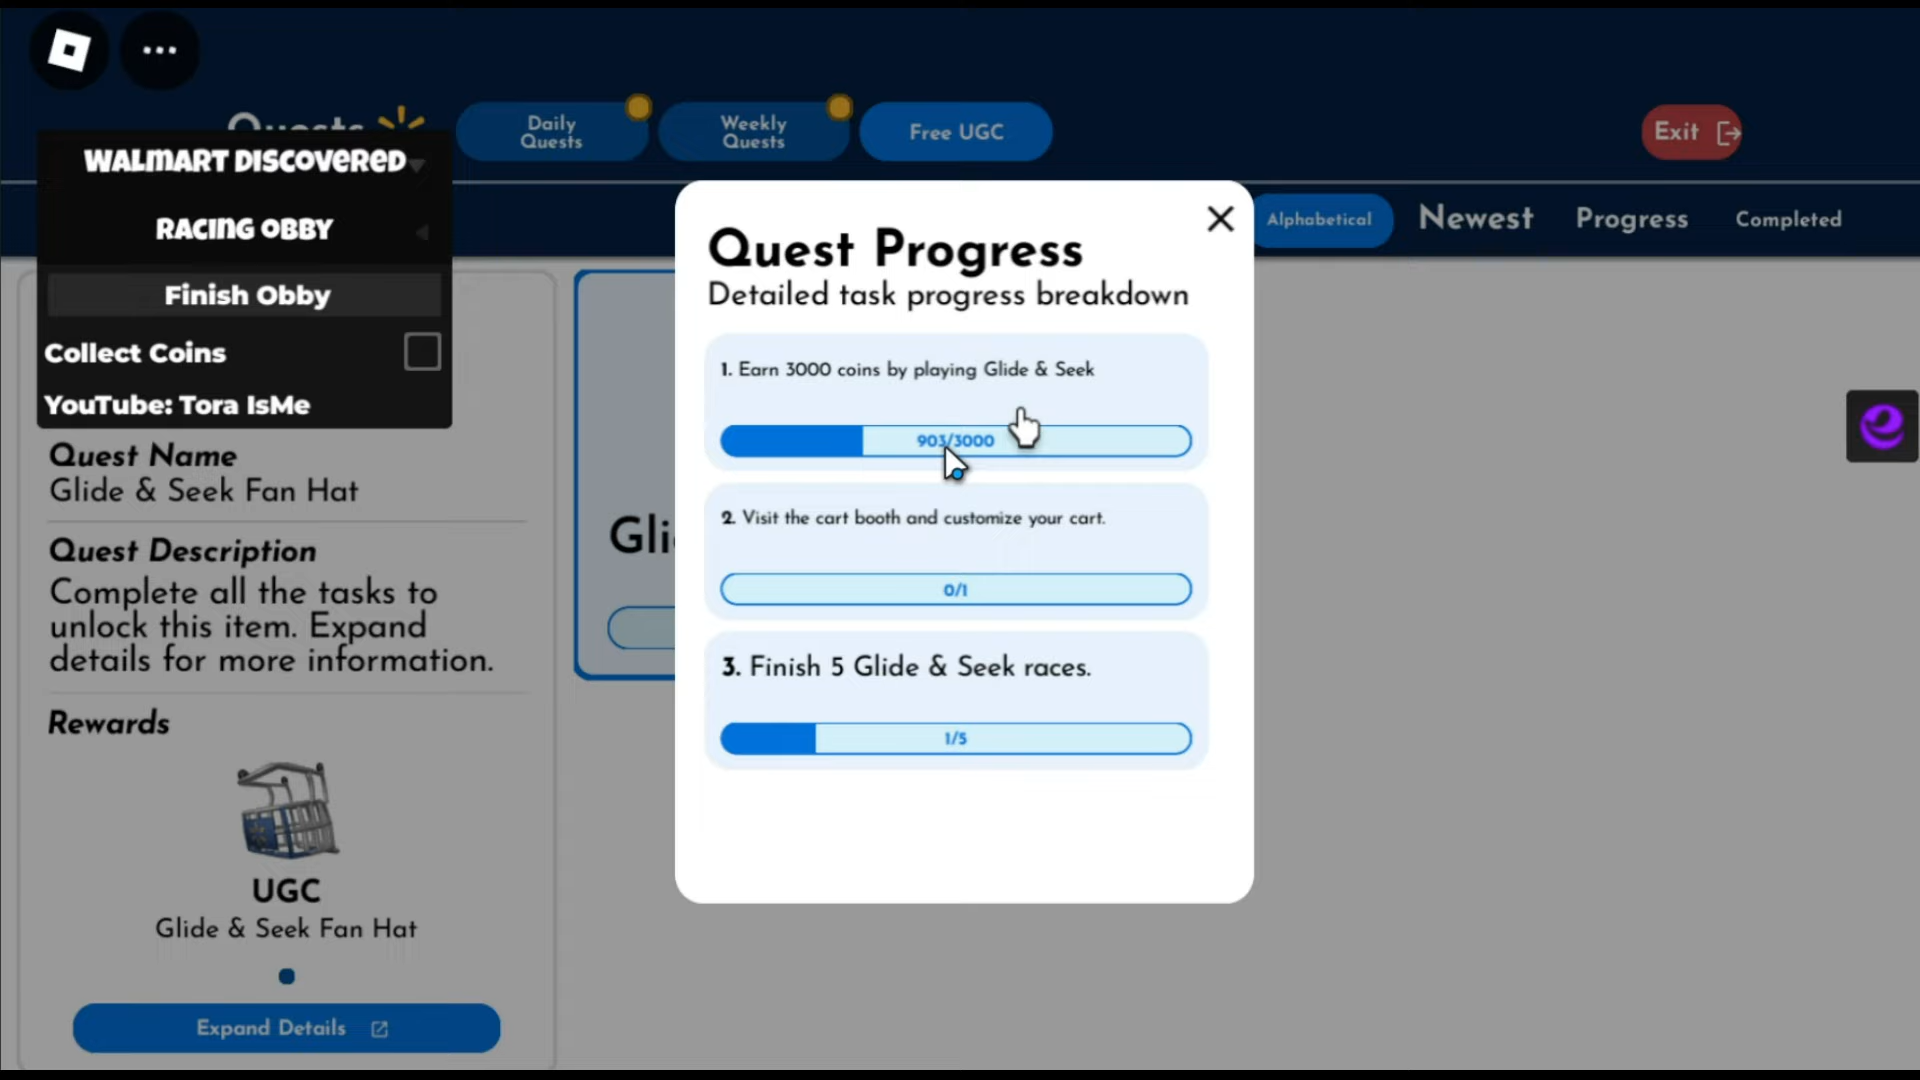 Quests
Daily
Quests
Weekly
Quests
Free UGC
Exit
WALMART DISCOVERED
RACING OBBY
Finish Obby
Collect Coins
YouTube: Tora IsMe
Alphabetical
Newest
Progress
Completed
Quest Name
Glide & Seek Fan Hat
Quest Description
Complete all the tasks to
unlock this item. Expand
details for more information.
Rewards
UGC
Glide & Seek Fan Hat
Expand Details
Gli
Quest Progress
Detailed task progress breakdown
1. Earn 3000 coins by playing Glide & Seek
903/3000
2. Visit the cart booth and customize your cart.
0/1
3. Finish 5 Glide & Seek races.
1/5